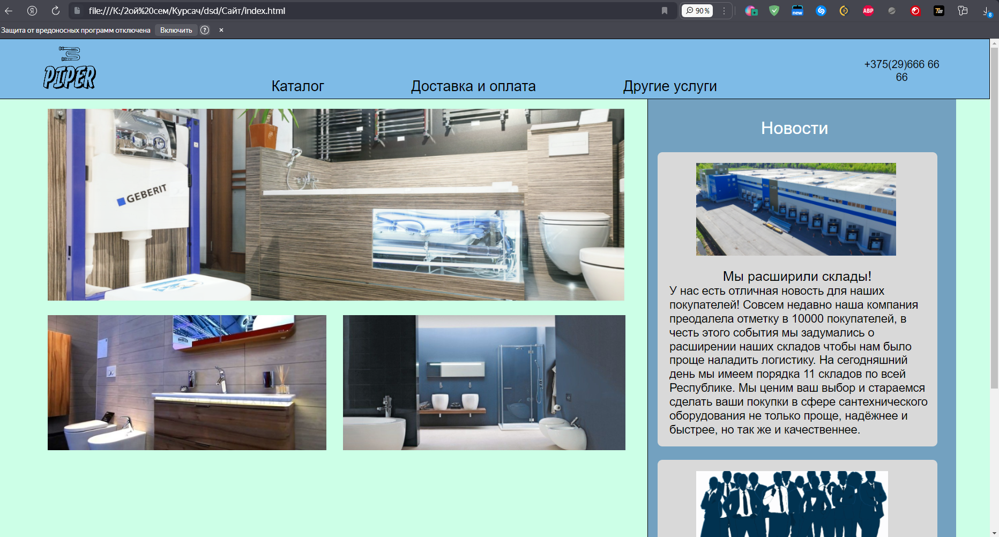 Я
file:///K:/2ой%20сем/Курсач/dsd/Сайт/index.html
90%
new
ABP
8
Защита от вредоносных программ отключена
Включить
?
PIPER
Каталог
Доставка и оплата
Другие услуги
+375(29)666 66
66
GEBERIT
Новости
Мы расширили склады!
У нас есть отличная новость для наших
покупателей! Совсем недавно наша компания
преодалела отметку в 10000 покупателей, в
честь этого события мы задумались о
расширении наших складов чтобы нам было
проще наладить логистику. На сегодняшний
день мы имеем порядка 11 складов по всей
Республике. Мы ценим ваш выбор и стараемся
сделать ваши покупки в сфере сантехнического
оборудования не только проще, надёжнее и
быстрее, но так же и качественнее.